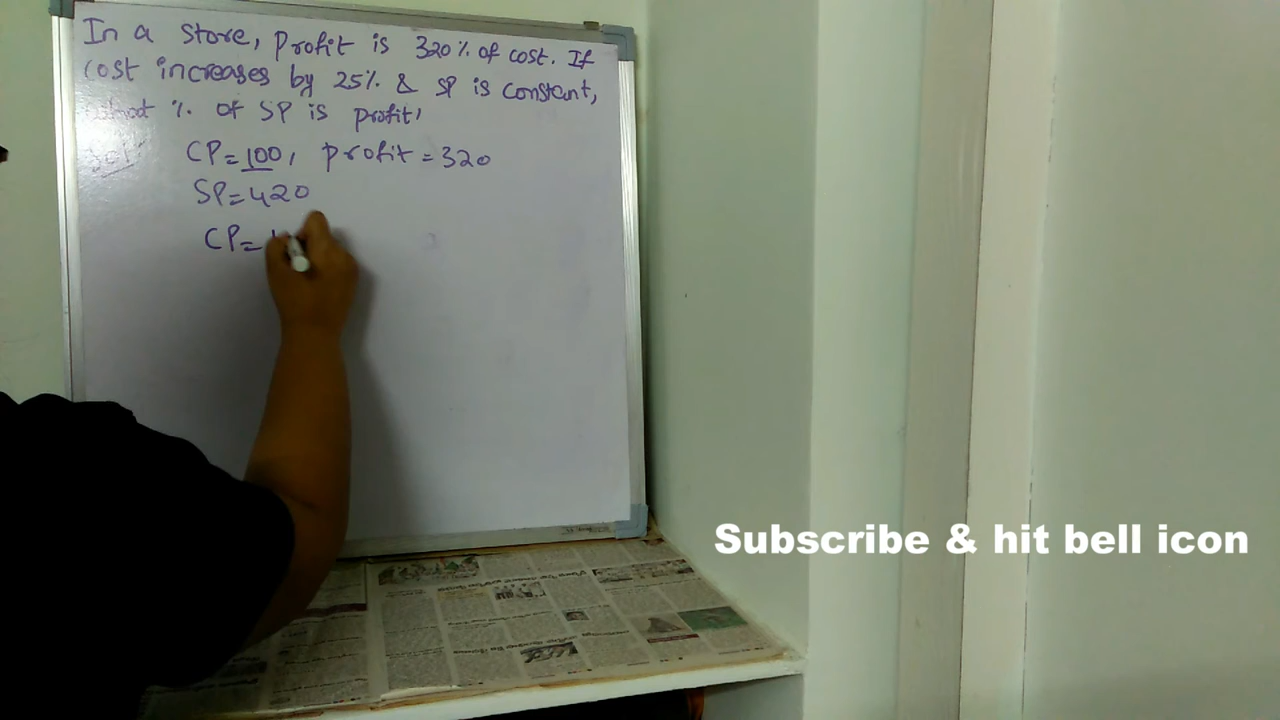 In a store, profit is 320% of cost. If
cost increases by 25% & SP is constant,
% of SP is profit?
CP=100, profit=320
SP=420
CP=
Subscribe & hit bell icon